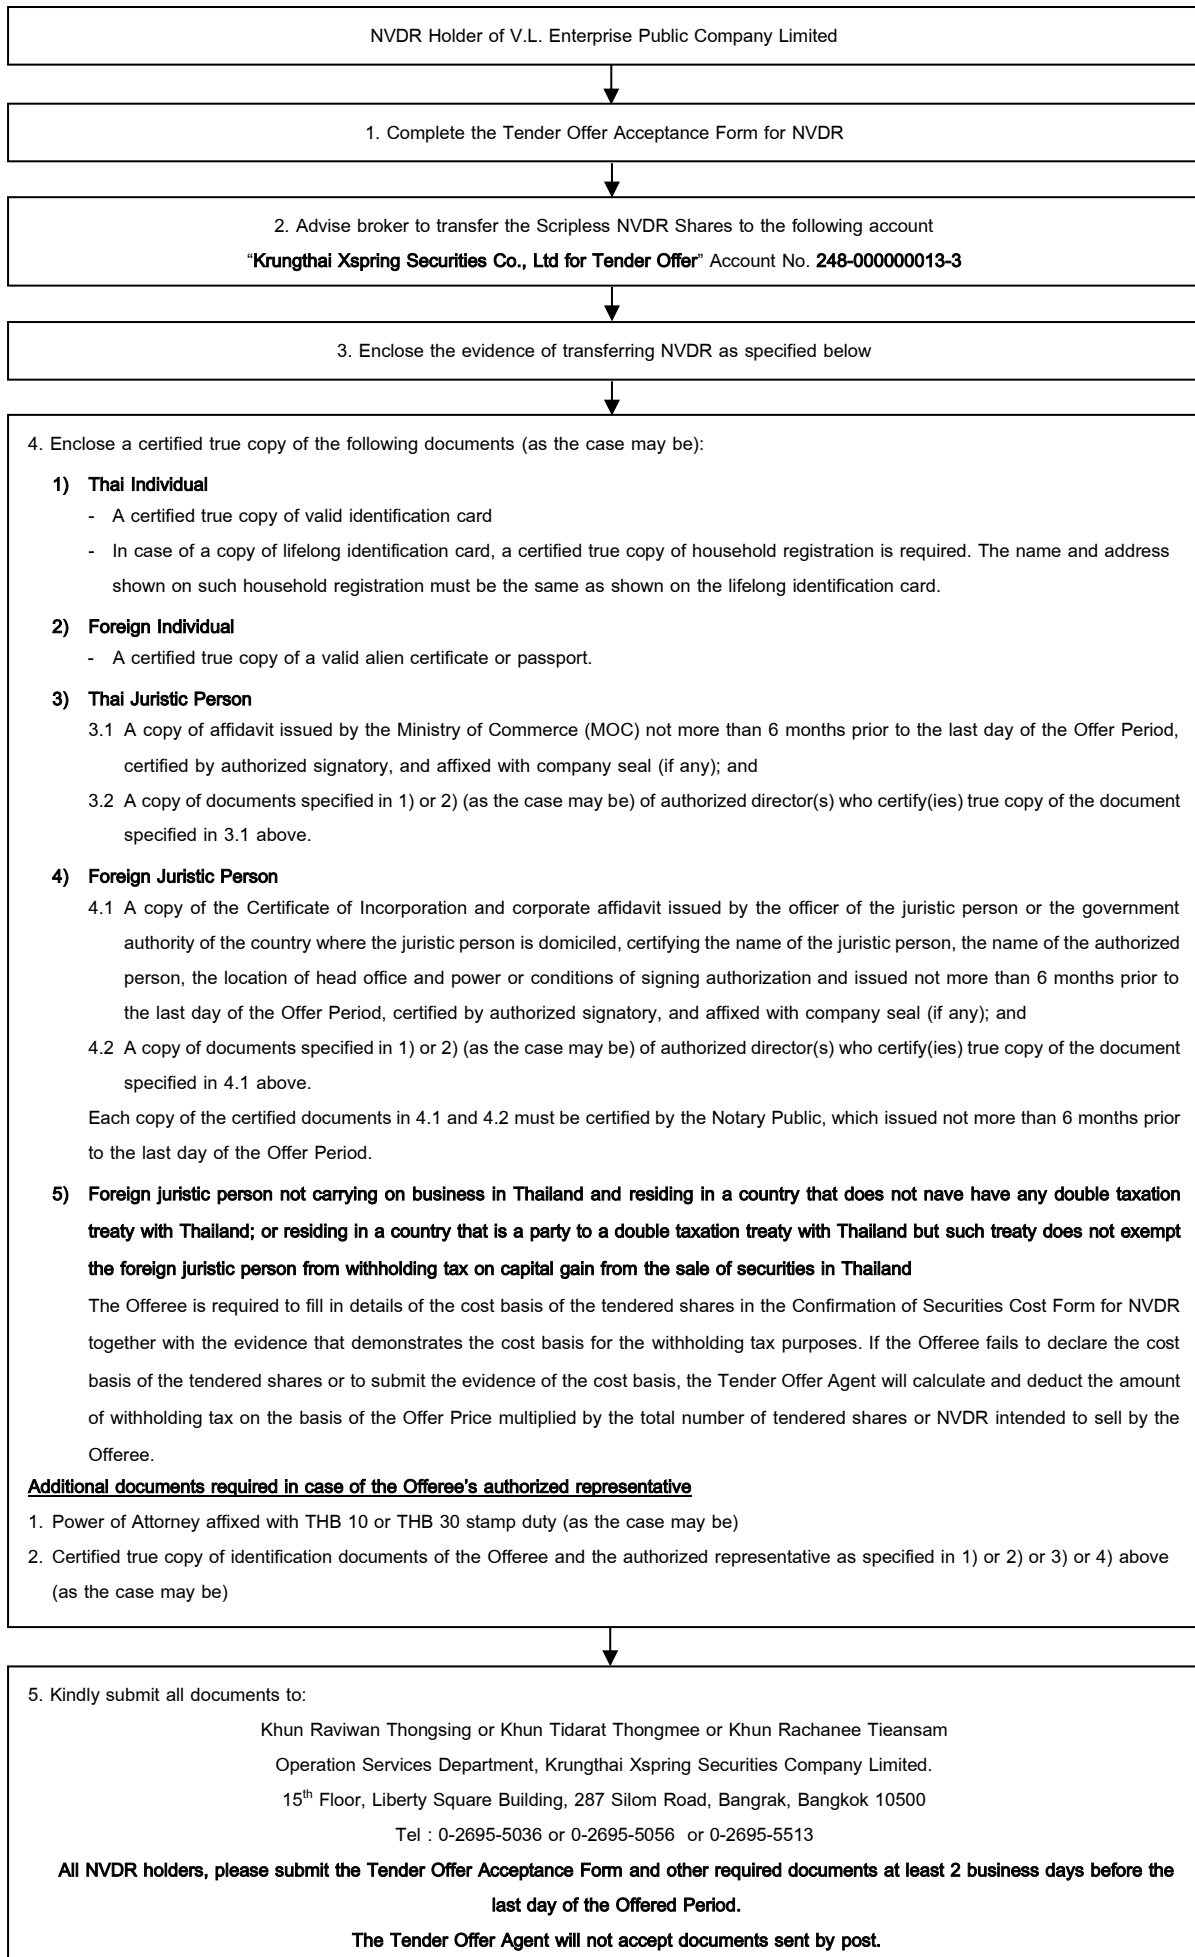 NVDR Holder of V.L. Enterprise Public Company Limited
1. Complete the Tender Offer Acceptance Form for NVDR
2. Advise broker to transfer the Scripless NVDR Shares to the following account
“Krungthai Xspring Securities Co., Ltd for Tender Offer” Account No. 248-000000013-3
3. Enclose the evidence of transferring NVDR as specified below
4. Enclose a certified true copy of the following documents (as the case may be):
1) Thai Individual
- A certified true copy of valid identification card
- In case of a copy of lifelong identification card, a certified true copy of household registration is required. The name and address
shown on such household registration must be the same as shown on the lifelong identification card.
2) Foreign Individual
- A certified true copy of a valid alien certificate or passport.
3) Thai Juristic Person
3.1 A copy of affidavit issued by the Ministry of Commerce (MOC) not more than 6 months prior to the last day of the Offer Period,
certified by authorized signatory, and affixed with company seal (if any); and
3.2 A copy of documents specified in 1) or 2) (as the case may be) of authorized director(s) who certify(ies) true copy of the document
specified in 3.1 above.
4) Foreign Juristic Person
4.1 A copy of the Certificate of Incorporation and corporate affidavit issued by the officer of the juristic person or the government
authority of the country where the juristic person is domiciled, certifying the name of the juristic person, the name of the authorized
person, the location of head office and power or conditions of signing authorization and issued not more than 6 months prior to
the last day of the Offer Period, certified by authorized signatory, and affixed with company seal (if any); and
4.2 A copy of documents specified in 1) or 2) (as the case may be) of authorized director(s) who certify(ies) true copy of the document
specified in 4.1 above.
Each copy of the certified documents in 4.1 and 4.2 must be certified by the Notary Public, which issued not more than 6 months prior
to the last day of the Offer Period.
5) Foreign juristic person not carrying on business in Thailand and residing in a country that does not nave have any double taxation
treaty with Thailand; or residing in a country that is a party to a double taxation treaty with Thailand but such treaty does not exempt
the foreign juristic person from withholding tax on capital gain from the sale of securities in Thailand
The Offeree is required to fill in details of the cost basis of the tendered shares in the Confirmation of Securities Cost Form for NVDR
together with the evidence that demonstrates the cost basis for the withholding tax purposes. If the Offeree fails to declare the cost
basis of the tendered shares or to submit the evidence of the cost basis, the Tender Offer Agent will calculate and deduct the amount
of withholding tax on the basis of the Offer Price multiplied by the total number of tendered shares or NVDR intended to sell by the
Offeree.
Additional documents required in case of the Offeree’s authorized representative
1. Power of Attorney affixed with THB 10 or THB 30 stamp duty (as the case may be)
2. Certified true copy of identification documents of the Offeree and the authorized representative as specified in 1) or 2) or 3) or 4) above
(as the case may be)
5. Kindly submit all documents to:
Khun Raviwan Thongsing or Khun Tidarat Thongmee or Khun Rachanee Tieansam
Operation Services Department, Krungthai Xspring Securities Company Limited.
15th Floor, Liberty Square Building, 287 Silom Road, Bangrak, Bangkok 10500
Tel : 0-2695-5036 or 0-2695-5056 or 0-2695-5513
All NVDR holders, please submit the Tender Offer Acceptance Form and other required documents at least 2 business days before the
last day of the Offered Period.
The Tender Offer Agent will not accept documents sent by post.